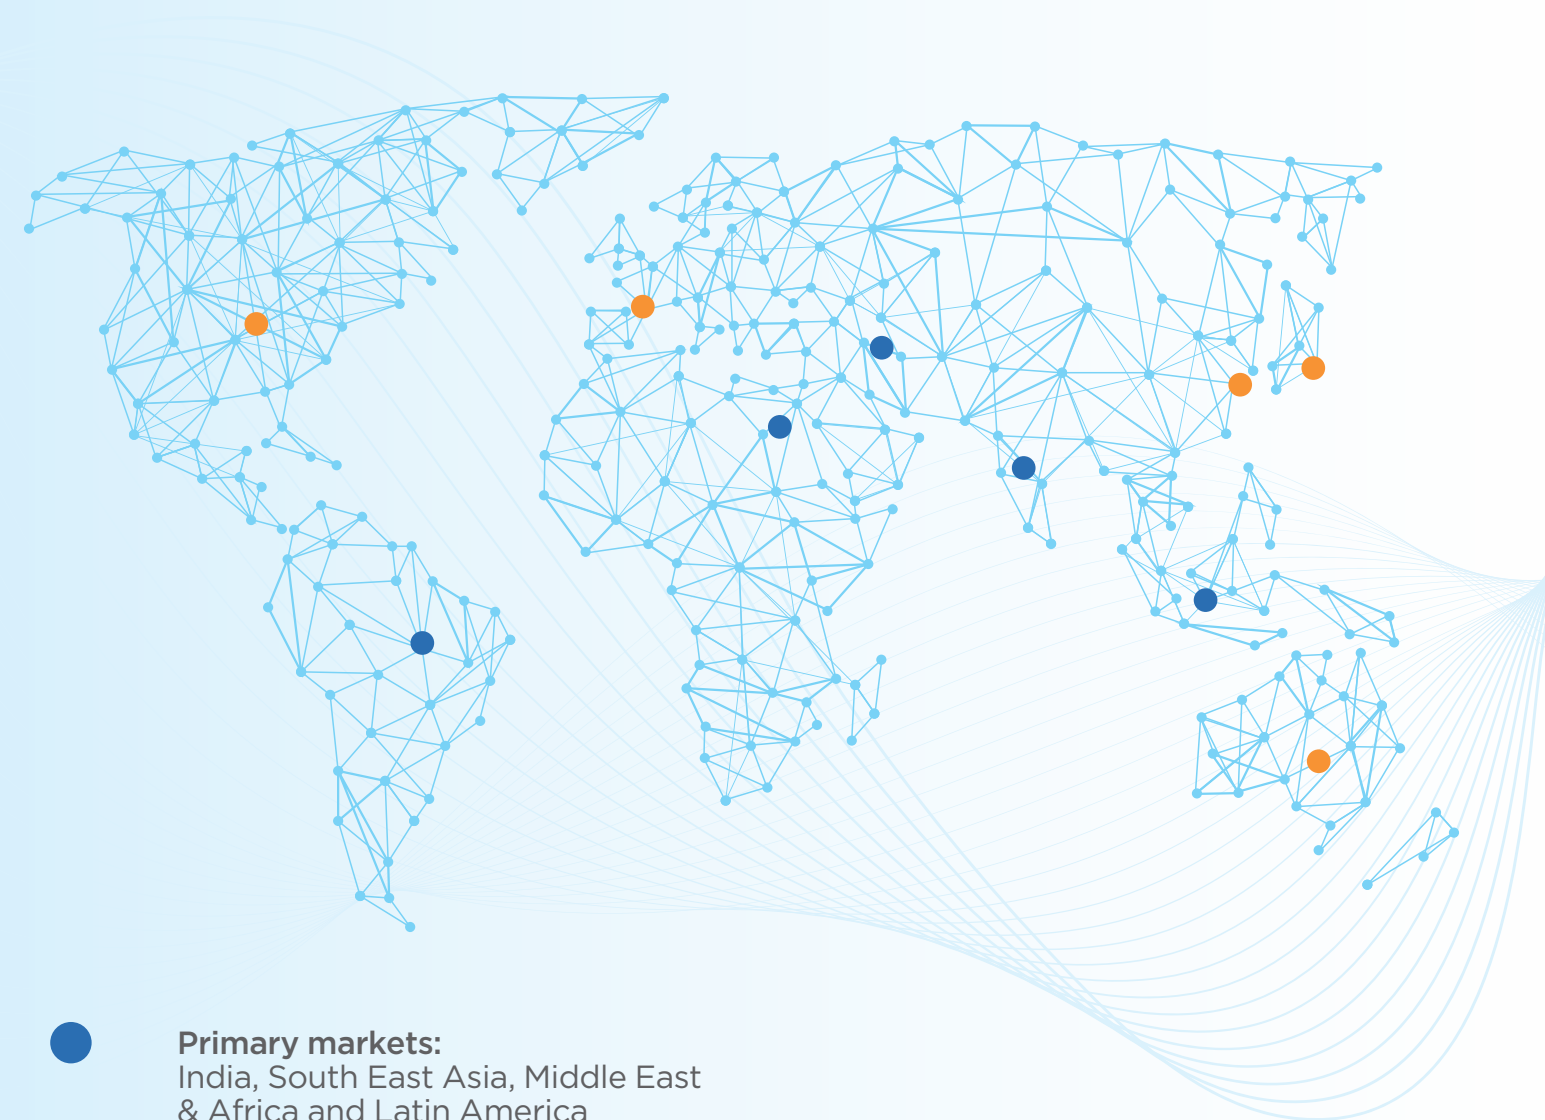 Primary markets:
India, South East Asia, Middle East
& Africa and Latin America